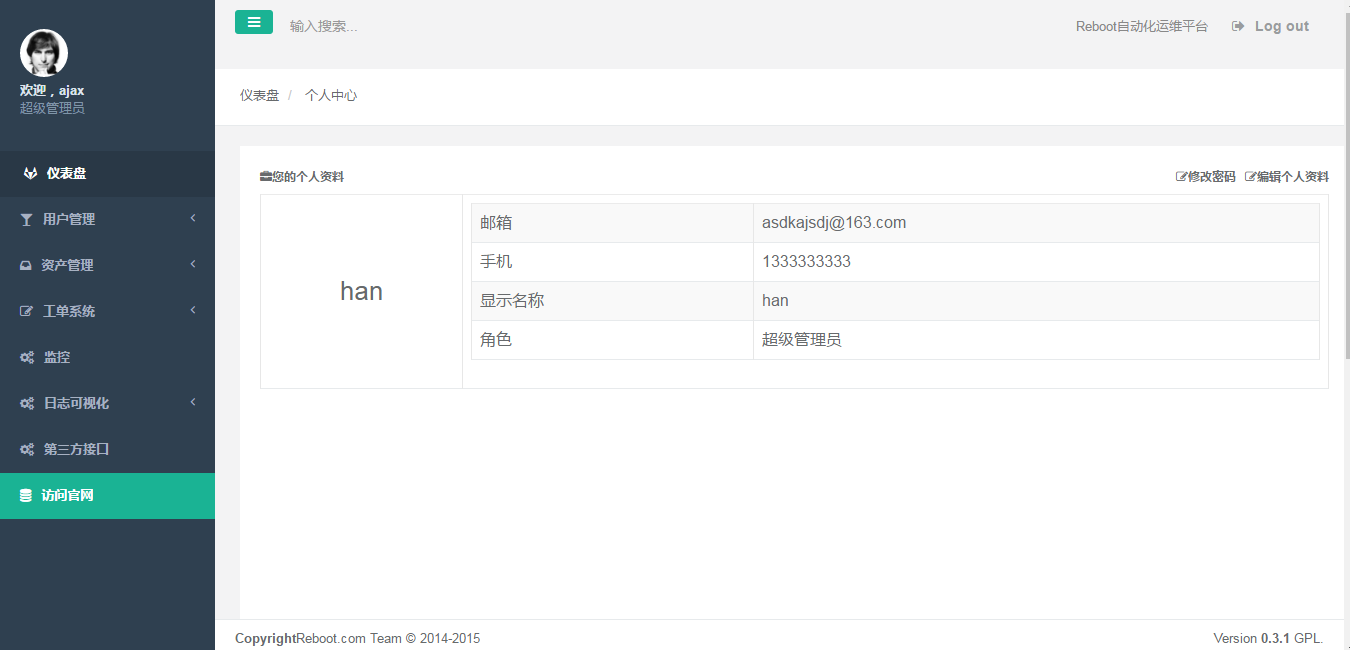 欢迎，ajax
超级管理员
仪表盘
用户管理
资产管理
工单系统
监控
日志可视化
第三方接口
访问官网
输入搜索...
Reboot自动化运维平台 Log out
仪表盘 / 个人中心
您的个人资料 修改密码 编辑个人资料
han
邮箱 asdkajsdj@163.com
手机 1333333333
显示名称 han
角色 超级管理员
CopyrightReboot.com Team © 2014-2015 Version 0.3.1 GPL.